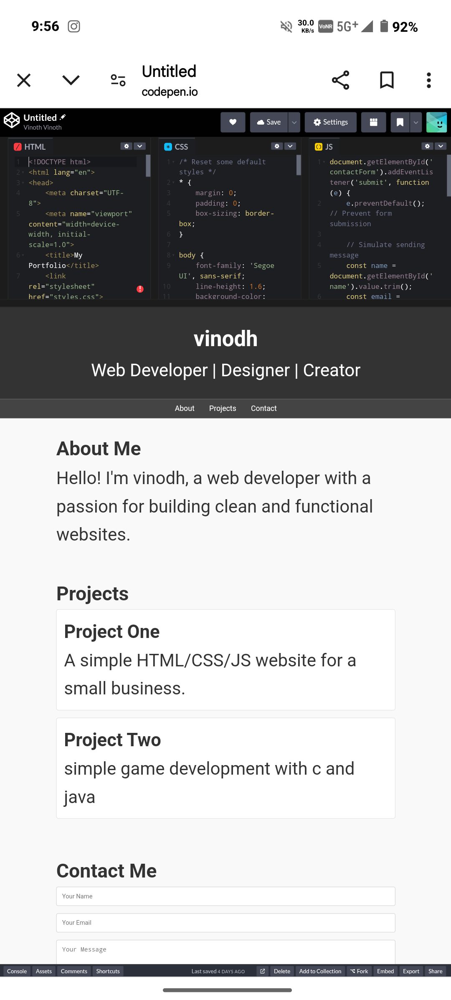 9:56 30.0 KB/s VoNR 5G+ 92%
Untitled
codepen.io
Untitled
Vinoth Vinoth
Save
Settings
HTML
1 <!DOCTYPE html>
2 <html lang="en">
3 <head>
4 <meta charset="UTF-
8">
5 <meta name="viewport"
content="width=device-
width, initial-
scale=1.0">
6 <title>My
Portfolio</title>
7 <link
rel="stylesheet"
href="styles.css">
CSS
1 /* Reset some default
styles */
2 * {
3 margin: 0;
4 padding: 0;
5 box-sizing: border-
box;
6 }
7
8 body {
9 font-family: 'Segoe
UI', sans-serif;
10 line-height: 1.6;
11 background-color:
JS
1 document.getElementById('
contactForm').addEventLis
tener('submit', function
(e) {
2 e.preventDefault();
// Prevent form
submission
3
4 // Simulate sending
message
5 const name =
document.getElementById('
name').value.trim();
6 const email =
vinodh
Web Developer | Designer | Creator
About Projects Contact
About Me
Hello! I'm vinodh, a web developer with a
passion for building clean and functional
websites.
Projects
Project One
A simple HTML/CSS/JS website for a
small business.
Project Two
simple game development with c and
java
Contact Me
Your Name
Your Email
Your Message
Console Assets Comments Shortcuts Last saved 4 DAYS AGO Delete Add to Collection Fork Embed Export Share